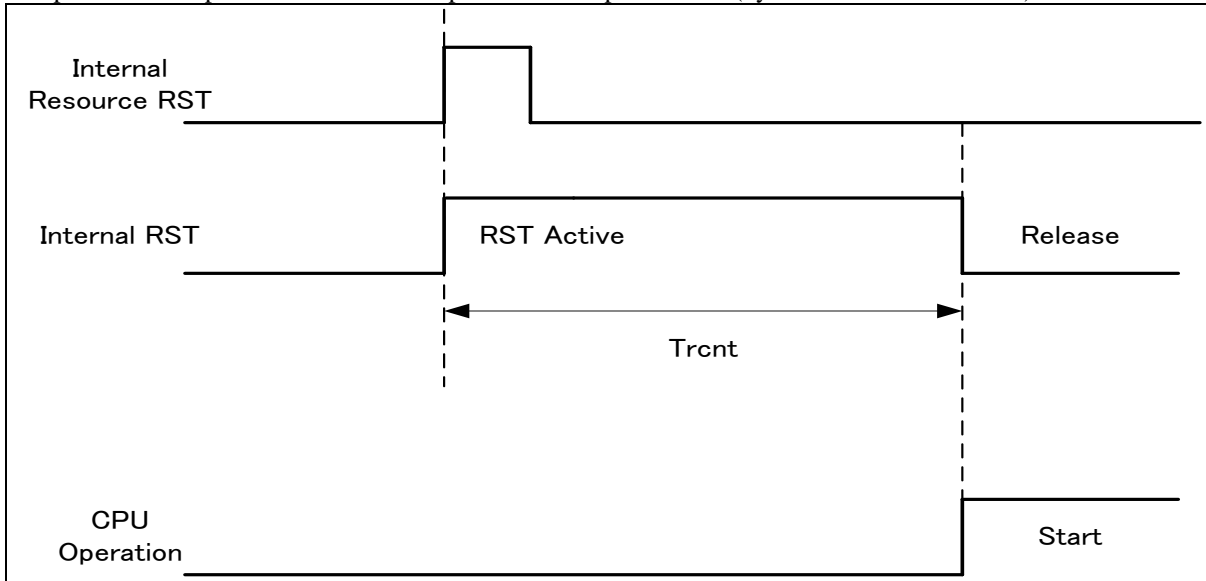 Internal
Resource RST
Internal RST
RST Active
Release
Trcnt
CPU
Operation
Start